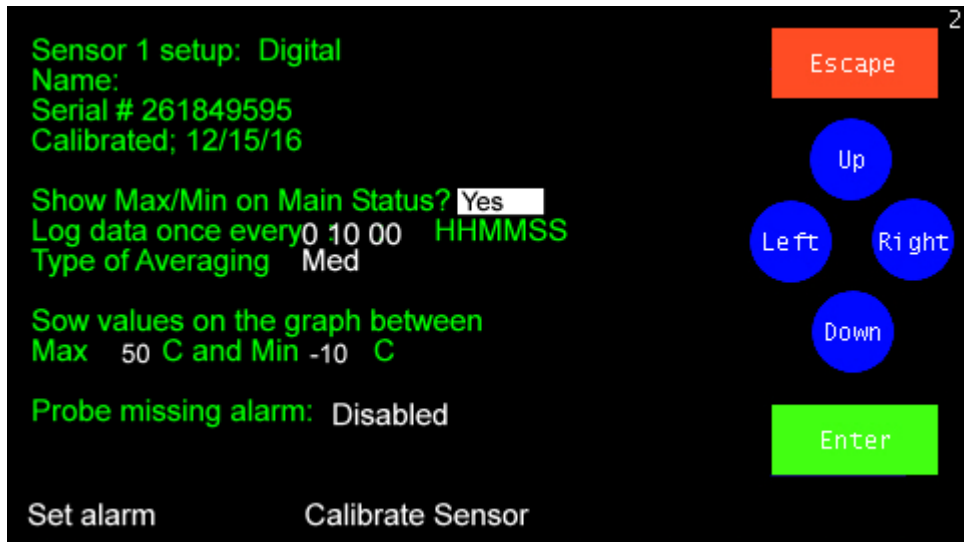 2
Sensor 1 setup: Digital
Name:
Serial # 261849595
Calibrated; 12/15/16
Show Max/Min on Main Status? Yes
Log data once every 0 10 00 HHMMSS
Type of Averaging Med
Sow values on the graph between
Max 50 C and Min -10 C
Probe missing alarm: Disabled
Set alarm Calibrate Sensor
Escape
Up
Left Right
Down
Enter